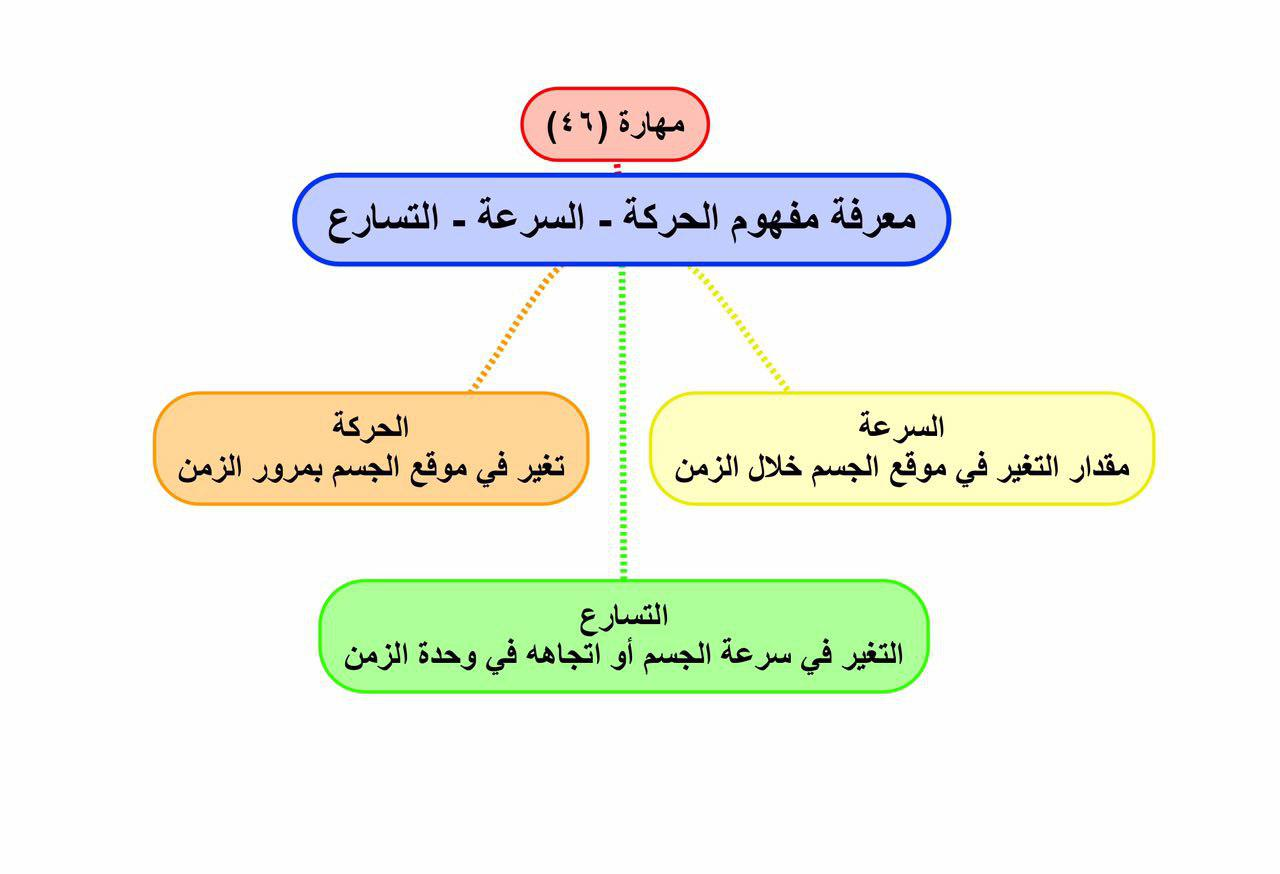 مهارة (٤٦)
معرفة مفهوم الحركة - السرعة - التسارع
السرعة
مقدار التغير في موقع الجسم خلال الزمن
الحركة
تغير في موقع الجسم بمرور الزمن
التسارع
التغير في سرعة الجسم أو اتجاهه في وحدة الزمن